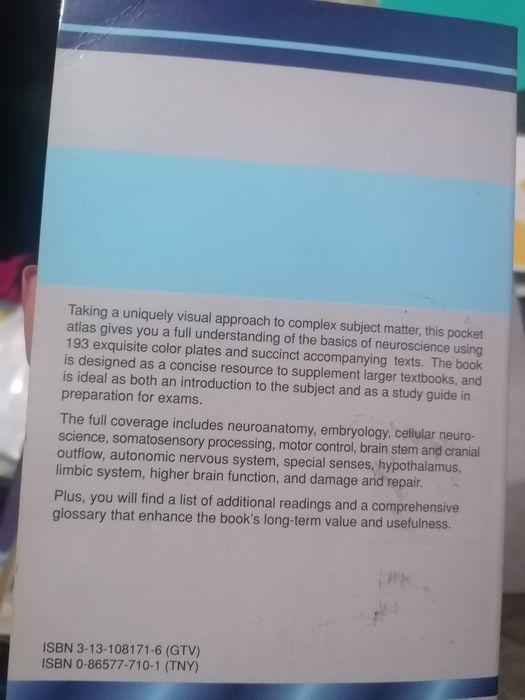 Taking a uniquely visual approach to complex subject matter, this pocket
atlas gives you a full understanding of the basics of neuroscience using
193 exquisite color plates and succinct accompanying texts. The book
is designed as a concise resource to supplement larger textbooks, and
is ideal as both an introduction to the subject and as a study guide in
preparation for exams.
The full coverage includes neuroanatomy, embryology, cellular neuro-
science, somatosensory processing, motor control, brain stem and cranial
outflow, autonomic nervous system, special senses, hypothalamus,
limbic system, higher brain function, and damage and repair.
Plus, you will find a list of additional readings and a comprehensive
glossary that enhance the book's long-term value and usefulness.
ISBN 3-13-108171-6 (GTV)
ISBN 0-86577-710-1 (TNY)